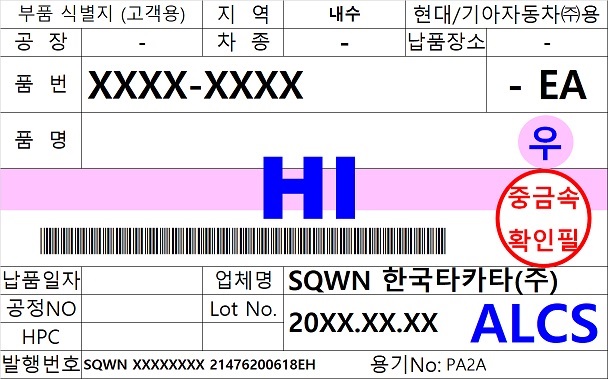 부품 식별지 (고객용) 지 역 내수 현대/기아자동차㈜용
공 장 - 차 종 - 납품장소 -
품 번 XXXX-XXXX - EA
품 명 우
HI
중금속
확인필
납품일자 업체명 SQWN 한국타카타(주)
공정NO Lot No. 20XX.XX.XX ALCS
HPC
발행번호 SQWN XXXXXXXX 21476200618EH 용기No: PA2A